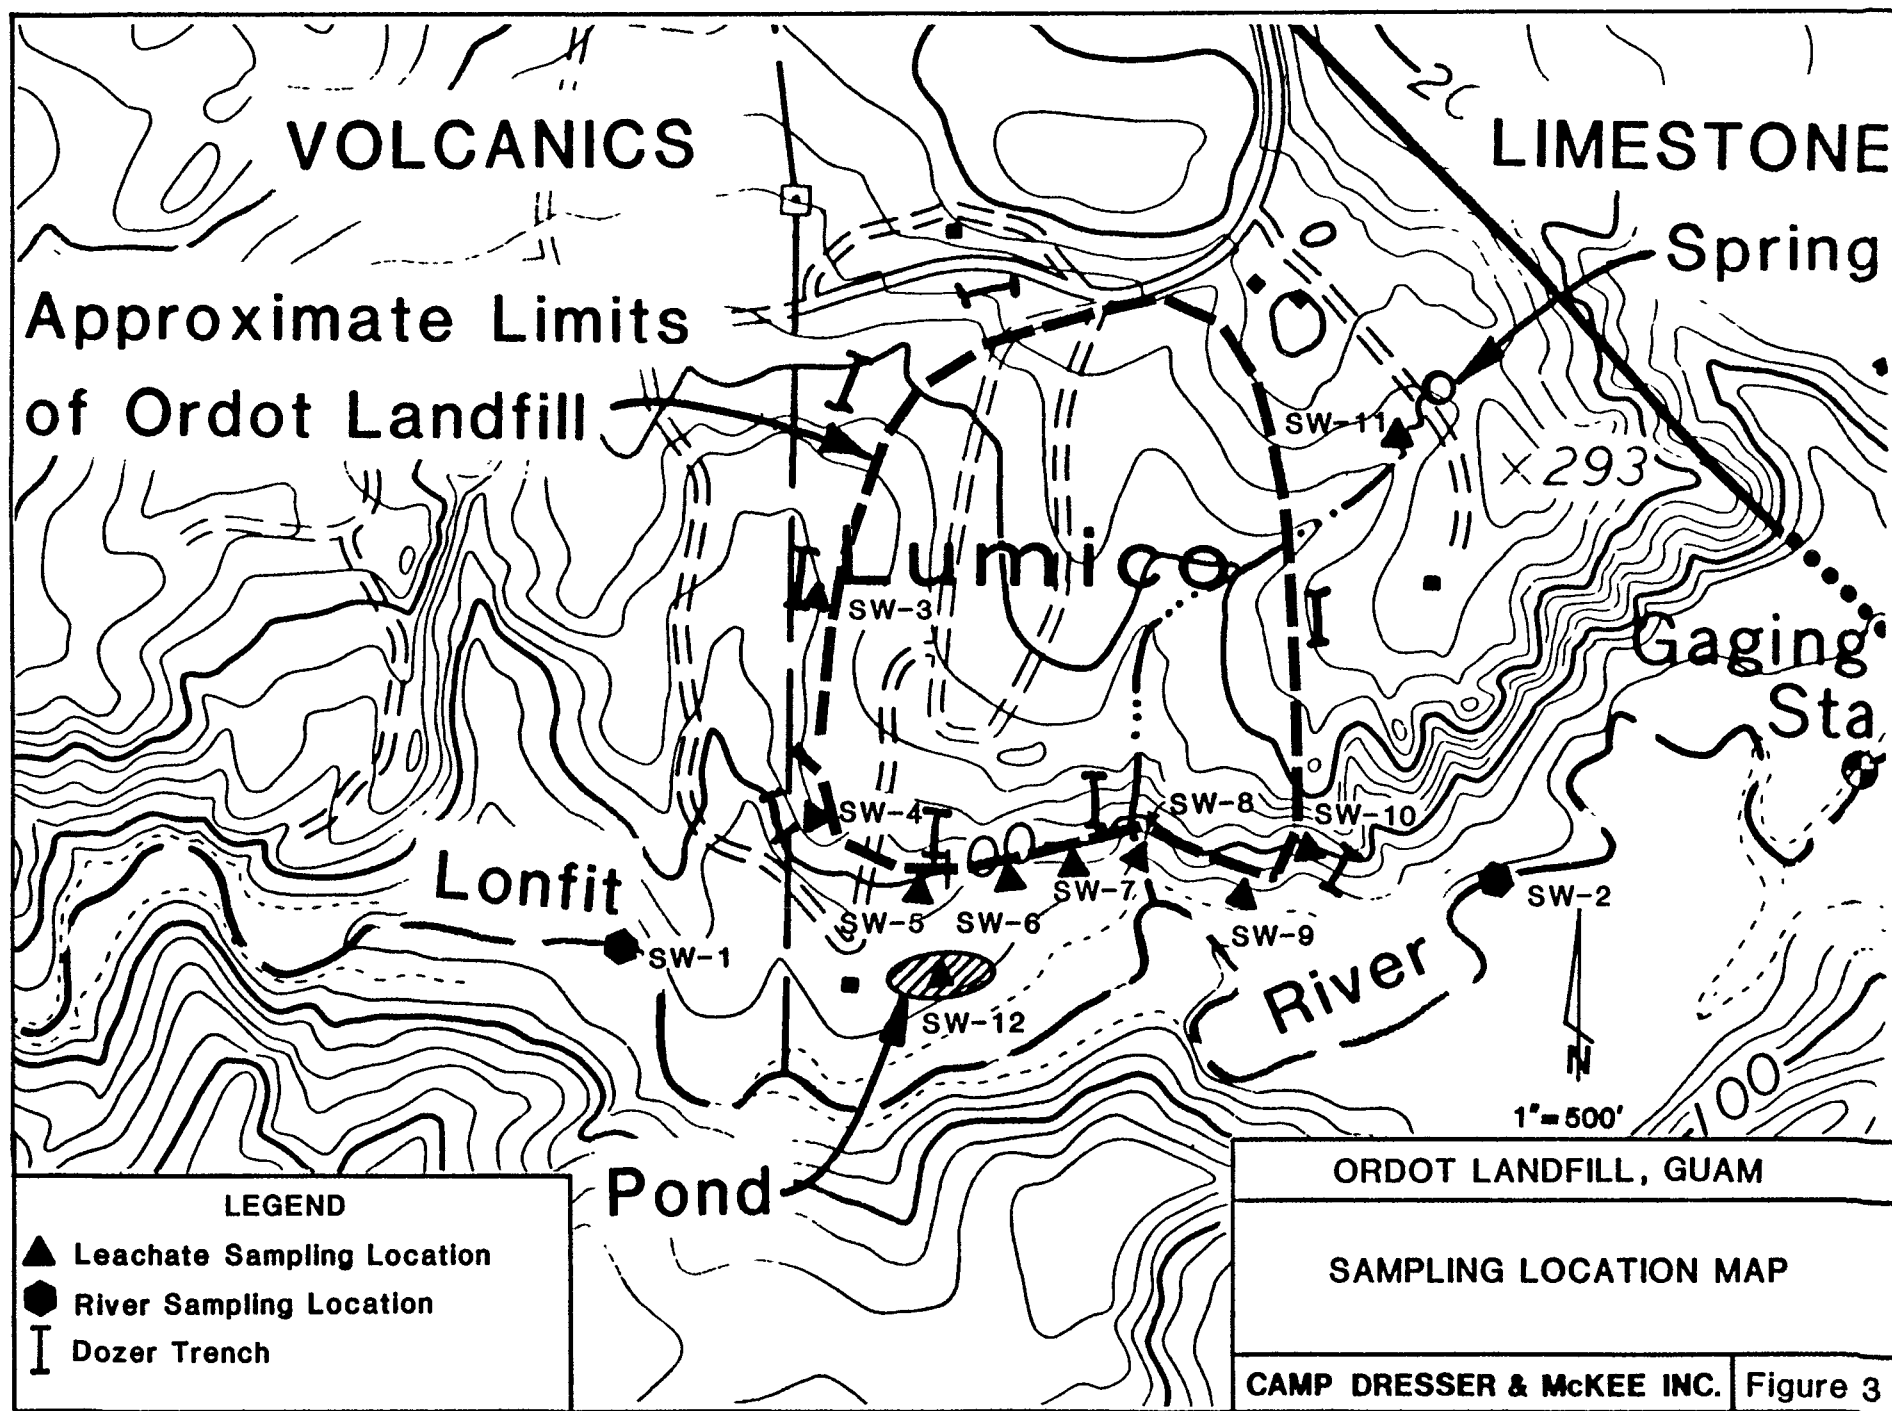 VOLCANICS
20
LIMESTONE
Spring
Approximate Limits
of Ordot Landfill
SW-11
×293
Lumico
SW-3
Gaging
Sta
SW-4
SW-8
SW-10
Lonfit
SW-7
SW-2
SW-5
SW-6
SW-9
SW-1
River
SW-12
N
100
1"=500'
Pond
ORDOT LANDFILL, GUAM
SAMPLING LOCATION MAP
CAMP DRESSER & McKEE INC.
Figure 3
LEGEND
Leachate Sampling Location
River Sampling Location
Dozer Trench